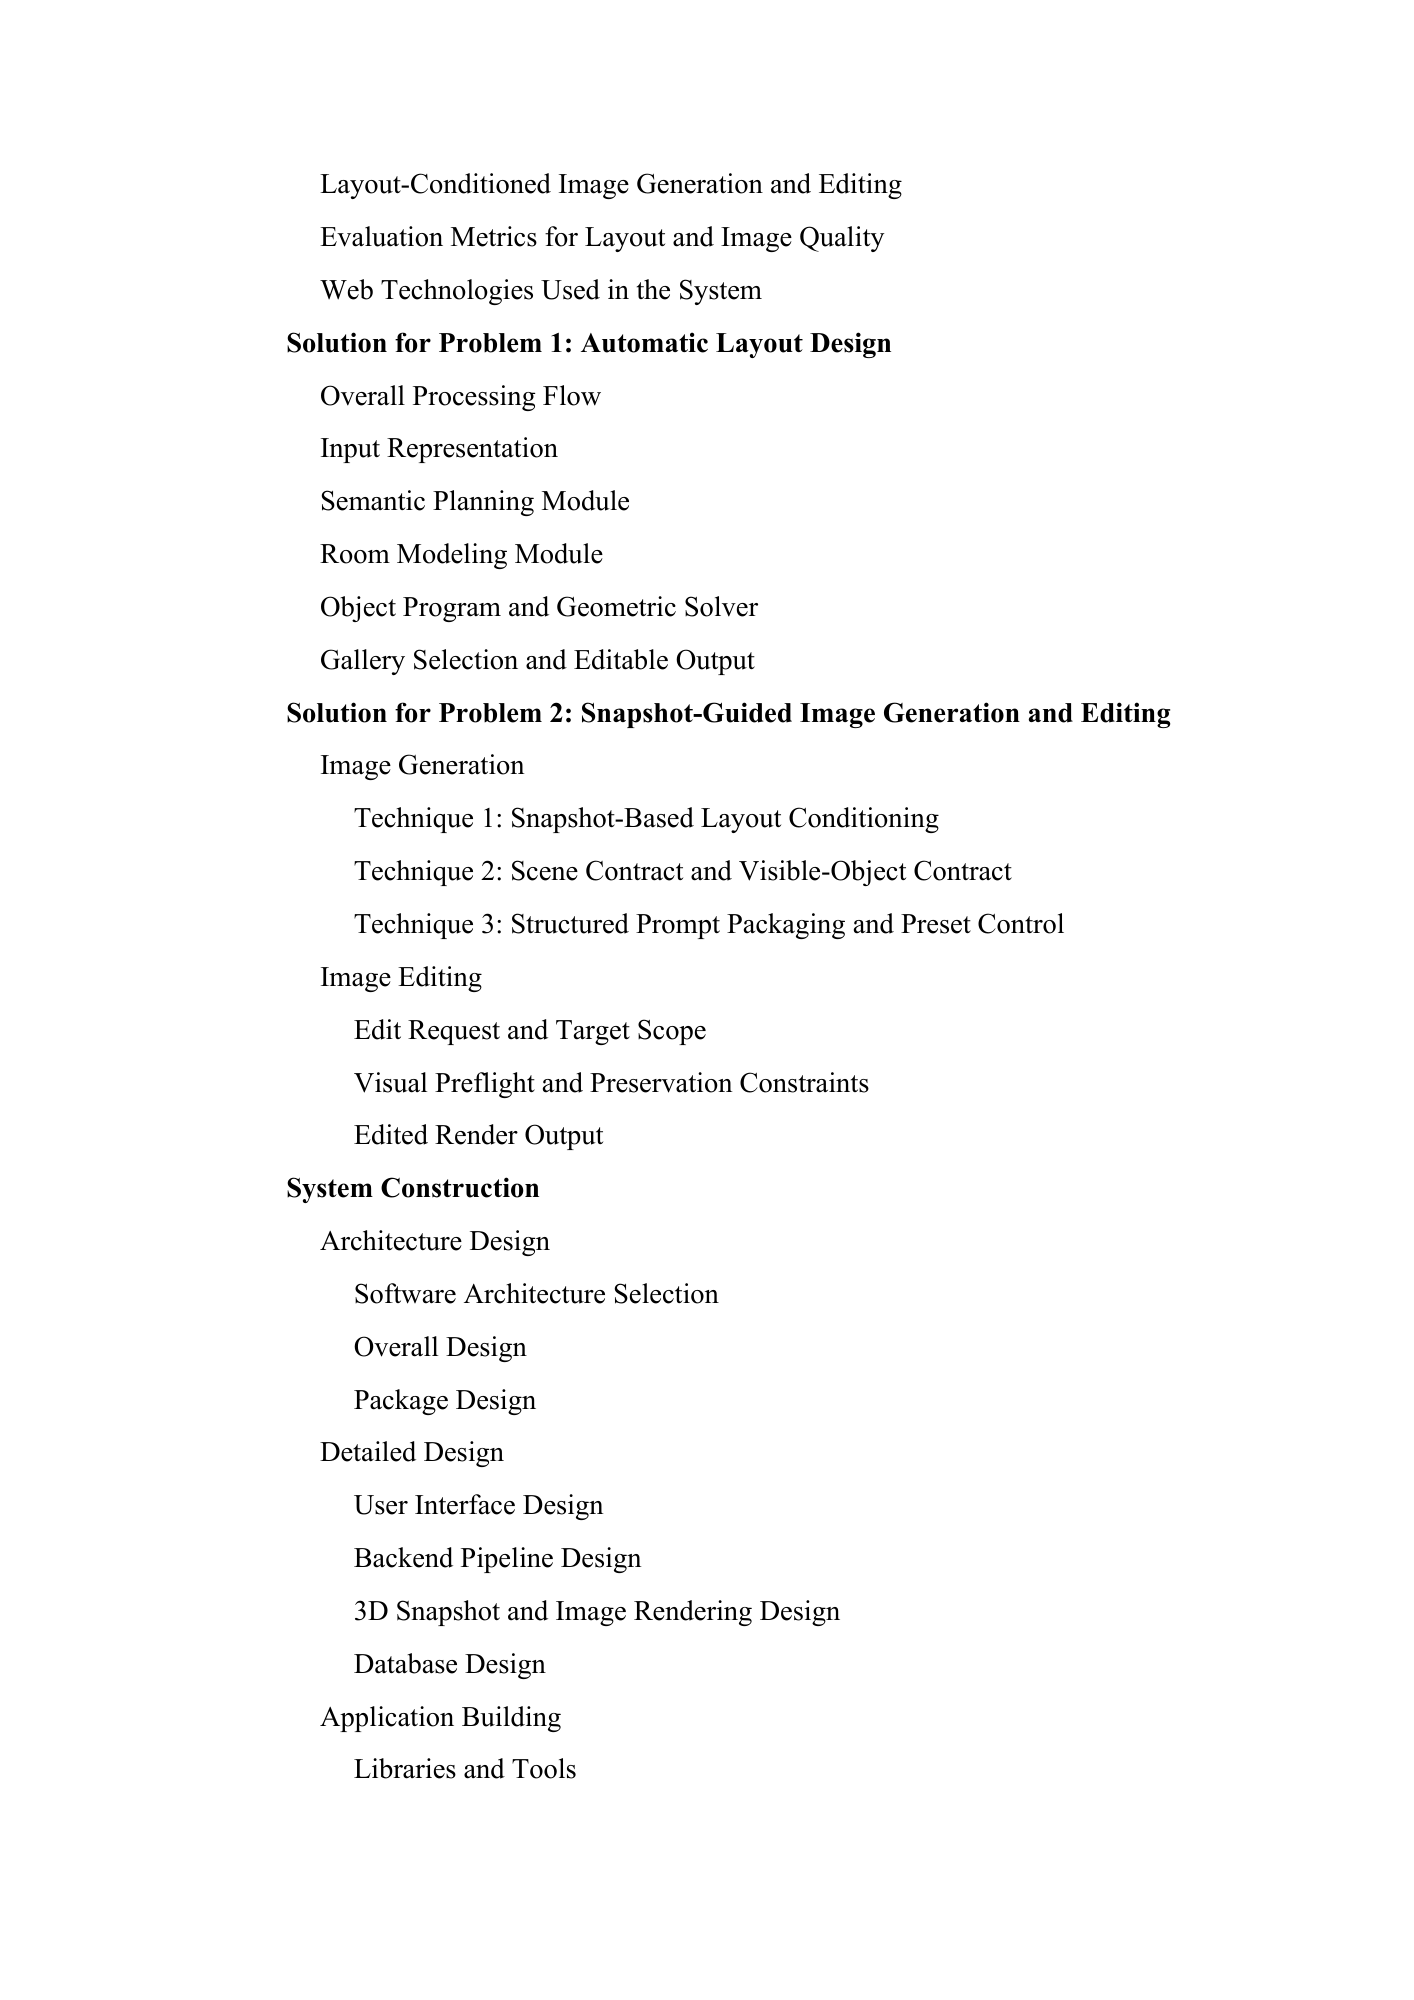 Layout-Conditioned Image Generation and Editing
Evaluation Metrics for Layout and Image Quality
Web Technologies Used in the System
Solution for Problem 1: Automatic Layout Design
Overall Processing Flow
Input Representation
Semantic Planning Module
Room Modeling Module
Object Program and Geometric Solver
Gallery Selection and Editable Output
Solution for Problem 2: Snapshot-Guided Image Generation and Editing
Image Generation
Technique 1: Snapshot-Based Layout Conditioning
Technique 2: Scene Contract and Visible-Object Contract
Technique 3: Structured Prompt Packaging and Preset Control
Image Editing
Edit Request and Target Scope
Visual Preflight and Preservation Constraints
Edited Render Output
System Construction
Architecture Design
Software Architecture Selection
Overall Design
Package Design
Detailed Design
User Interface Design
Backend Pipeline Design
3D Snapshot and Image Rendering Design
Database Design
Application Building
Libraries and Tools